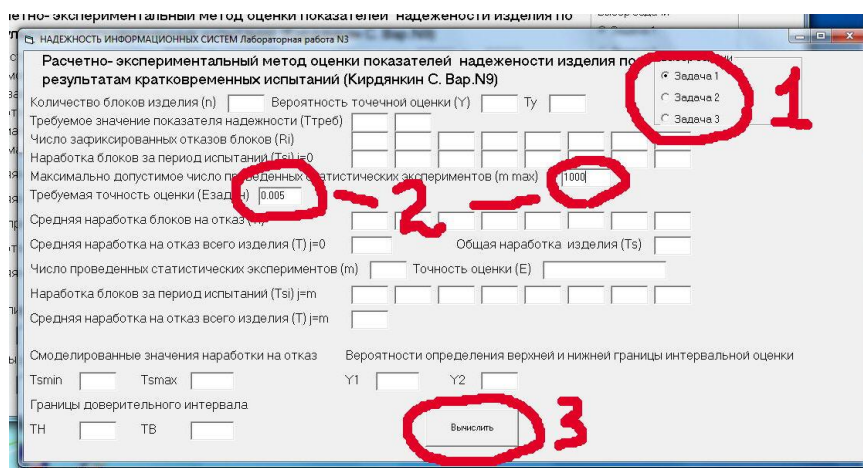 НАДЕЖНОСТЬ ИНФОРМАЦИОННЫХ СИСТЕМ Лабораторная работа N3
Расчетно- экспериментальный метод оценки показателей надежености изделия по
результатам кратковременных испытаний (Кирдянкин С. Вар.N9)
Задача 1
Задача 2
Задача 3
1
Количество блоков изделия (n) Вероятность точечной оценки (Y) Ty
Требуемое значение показателя надежности (Tтреб)
Число зафиксированных отказов блоков (Ri)
Наработка блоков за период испытаний (Tsi) j=0
Максимально допустимое число проведенных статистических экспериментов (m max) 1000
Требуемая точность оценки (Eзадан) 0.005
2
Средняя наработка блоков на отказ
Средняя наработка на отказ всего изделия (T) j=0 Общая наработка изделия (Ts)
Число проведенных статистических экспериментов (m) Точность оценки (E)
Наработка блоков за период испытаний (Tsi) j=m
Средняя наработка на отказ всего изделия (T) j=m
Смоделированные значения наработки на отказ Вероятности определения верхней и нижней границы интервальной оценки
Tsmin Tsmax Y1 Y2
Границы доверительного интервала
TH TB Вычислить 3